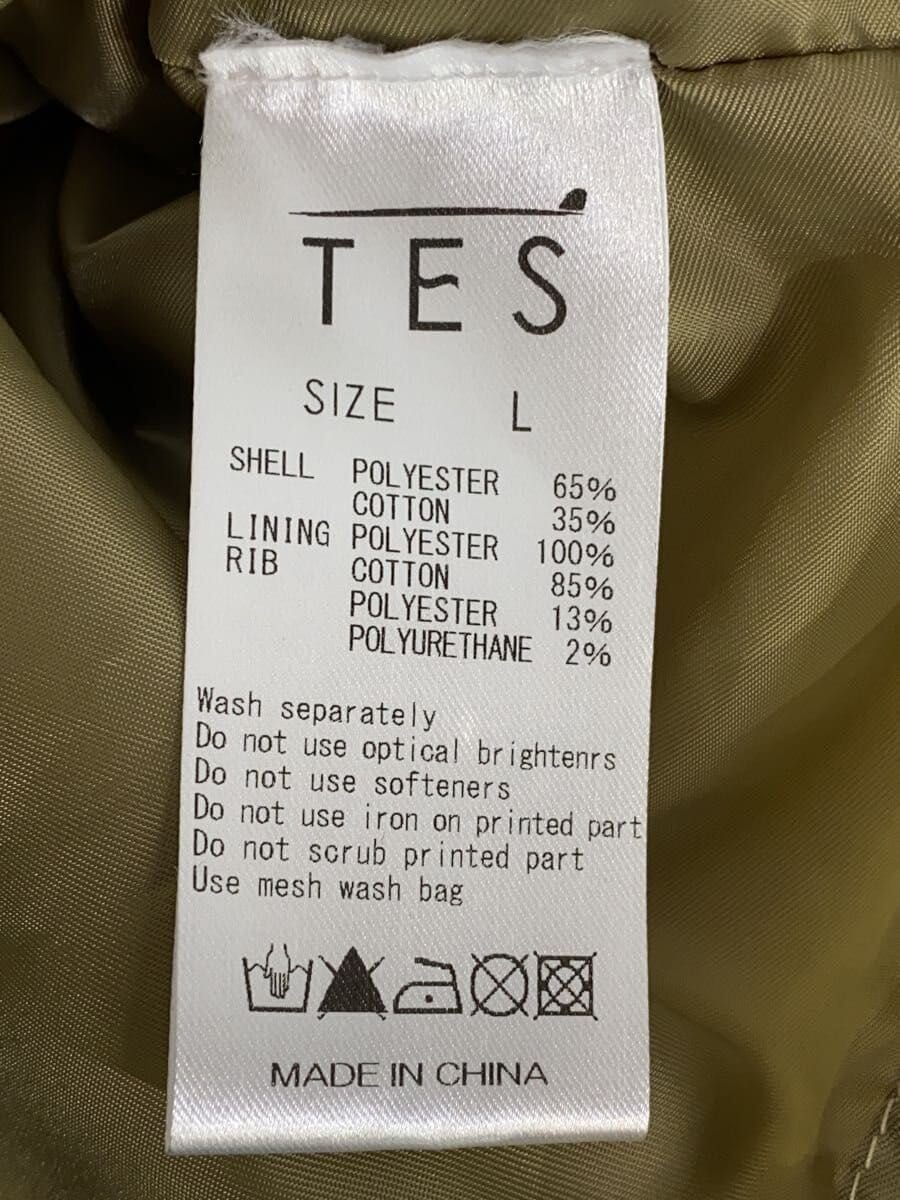 TES
SIZE L
SHELL POLYESTER 65%
COTTON 35%
LINING POLYESTER 100%
RIB COTTON 85%
POLYESTER 13%
POLYURETHANE 2%
Wash separately
Do not use optical brightenrs
Do not use softeners
Do not use iron on printed part
Do not scrub printed part
Use mesh wash bag
MADE IN CHINA